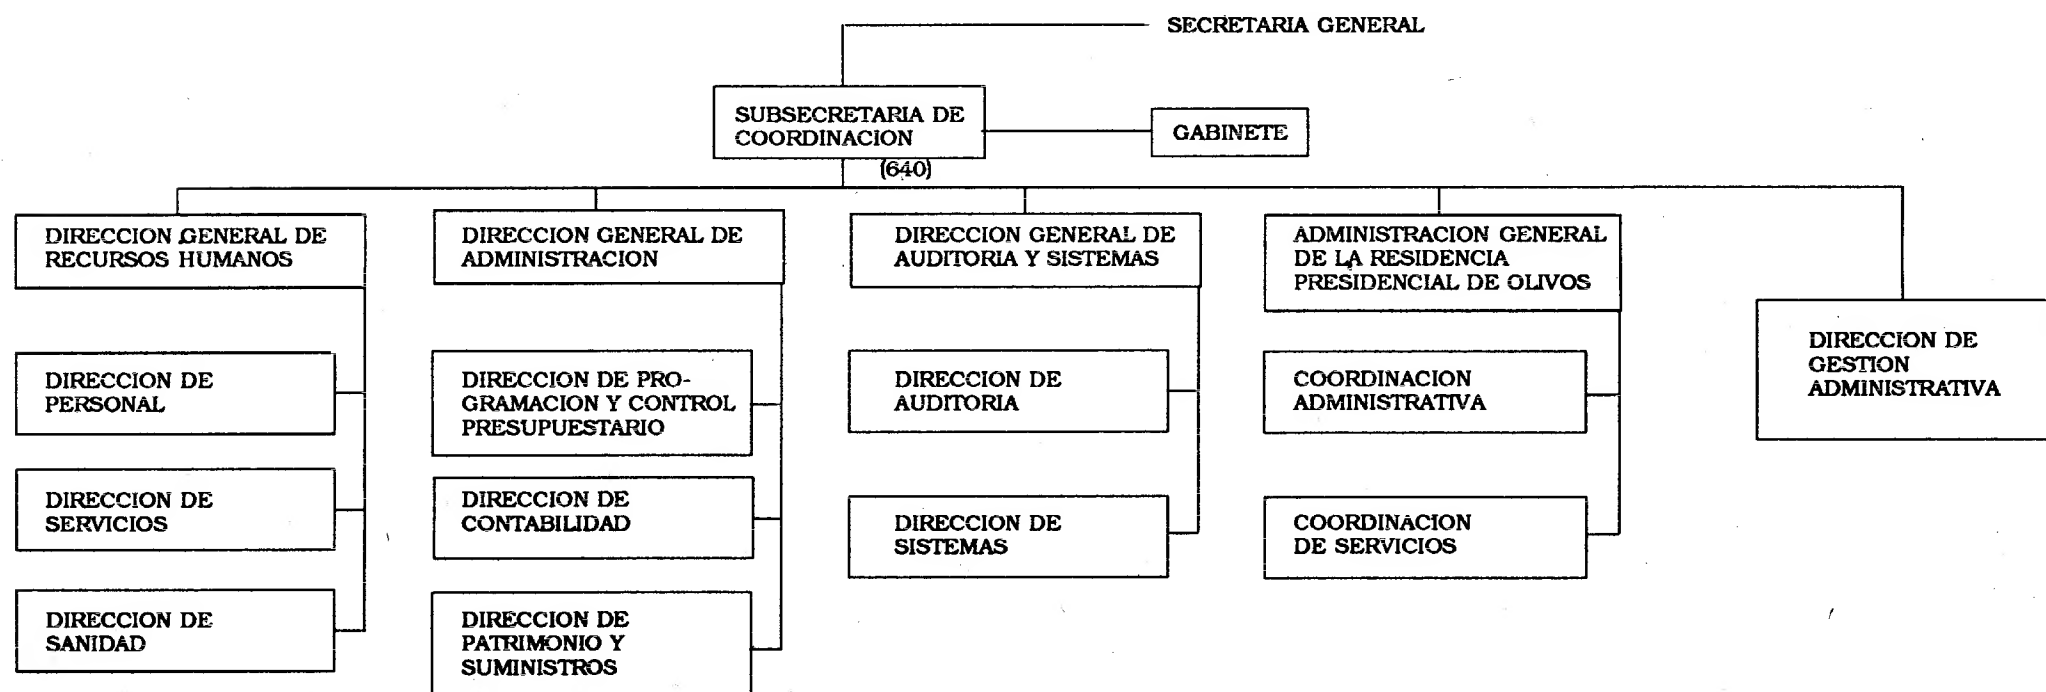 SECRETARIA GENERAL
SUBSECRETARIA DE
COORDINACION
(640)
GABINETE
DIRECCION GENERAL DE
RECURSOS HUMANOS
DIRECCION DE
PERSONAL
DIRECCION DE
SERVICIOS
DIRECCION DE
SANIDAD
DIRECCION GENERAL DE
ADMINISTRACION
DIRECCION DE PRO-
GRAMACION Y CONTROL
PRESUPUESTARIO
DIRECCION DE
CONTABILIDAD
DIRECCION DE
PATRIMONIO Y
SUMINISTROS
DIRECCION GENERAL DE
AUDITORIA Y SISTEMAS
DIRECCION DE
AUDITORIA
DIRECCION DE
SISTEMAS
ADMINISTRACION GENERAL
DE LA RESIDENCIA
PRESIDENCIAL DE OLIVOS
COORDINACION
ADMINISTRATIVA
COORDINACION
DE SERVICIOS
DIRECCION DE
GESTION
ADMINISTRATIVA